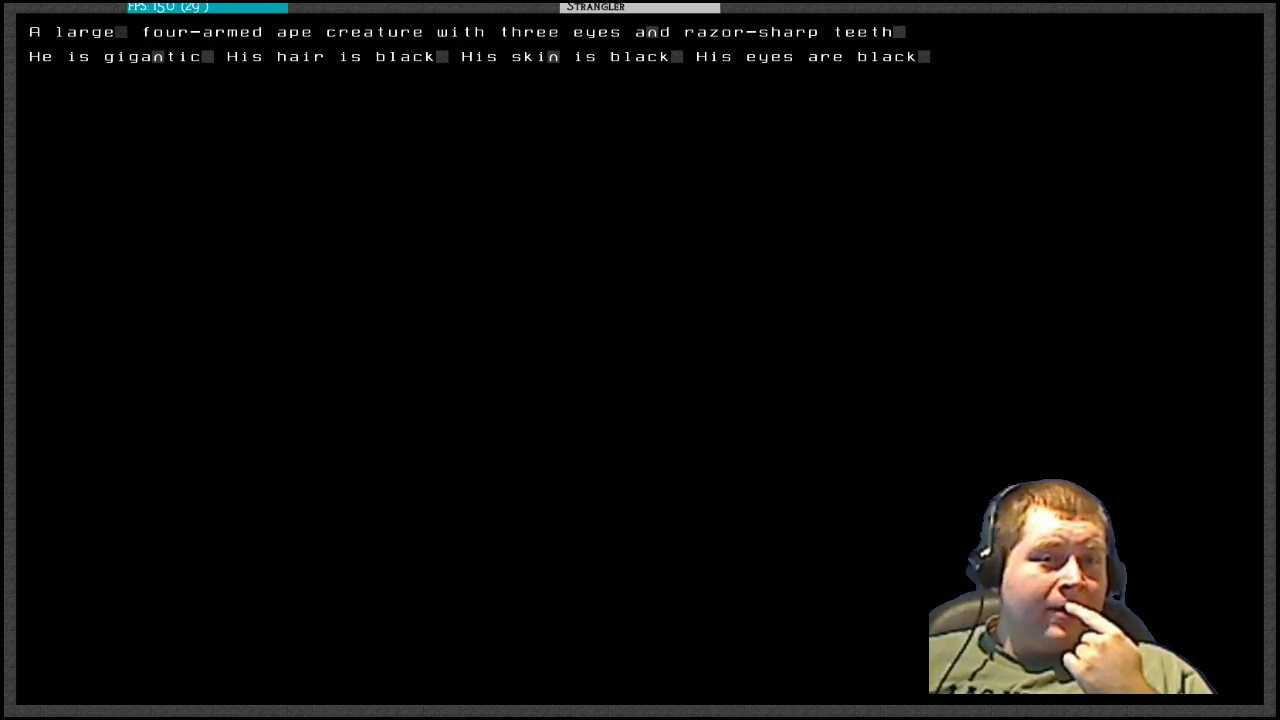 FPS: 150 (29 )
Strangler
A large four-armed ape creature with three eyes and razor-sharp teeth
He is gigantic His hair is black His skin is black His eyes are black